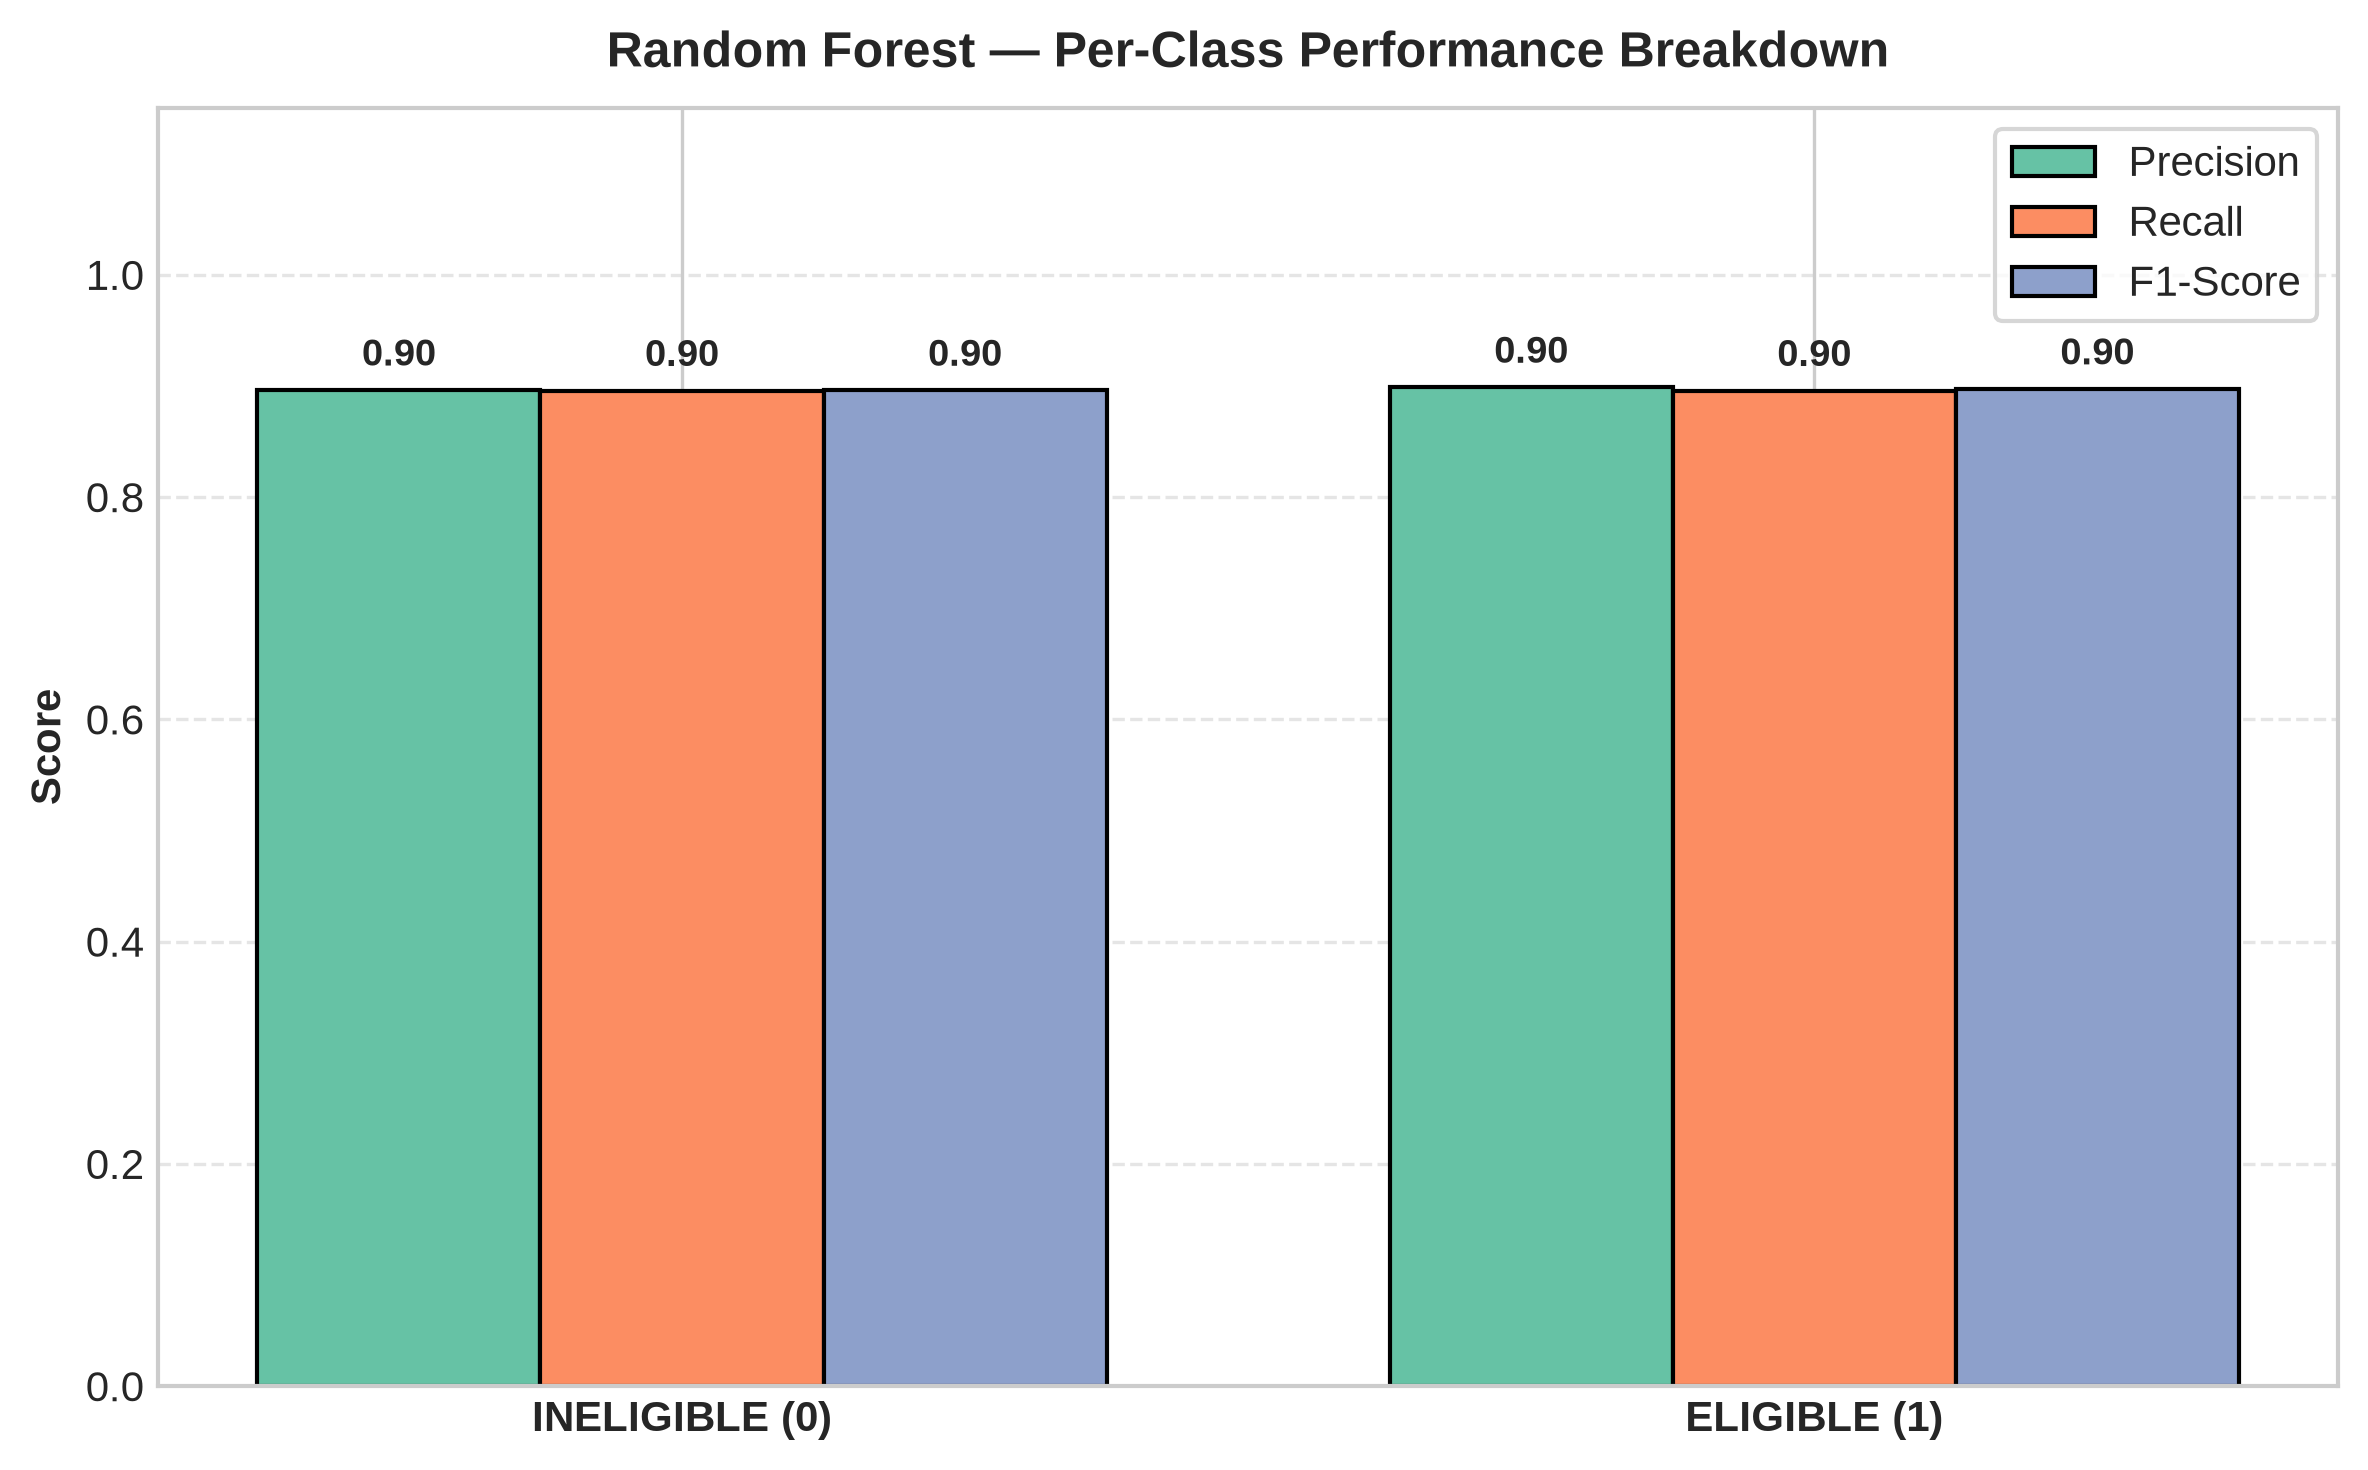 Random Forest — Per-Class Performance Breakdown
Precision
Recall
F1-Score
1.0
0.8
0.6
0.4
0.2
0.0
Score
0.90 0.90 0.90 0.90 0.90 0.90
INELIGIBLE (0) ELIGIBLE (1)